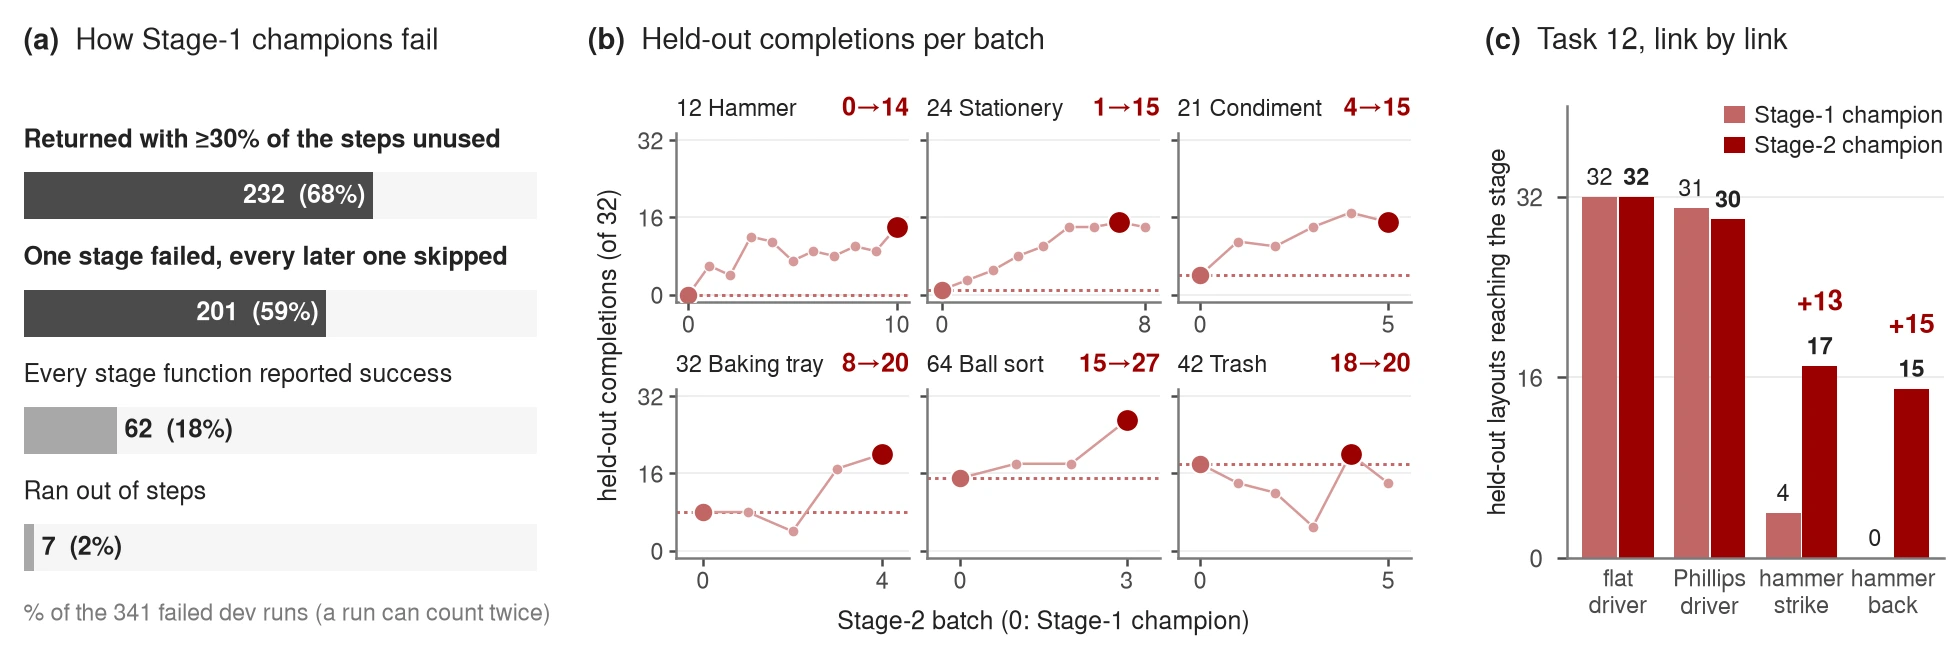 (a) How Stage-1 champions fail
Returned with ≥30% of the steps unused
232 (68%)
One stage failed, every later one skipped
201 (59%)
Every stage function reported success
62 (18%)
Ran out of steps
7 (2%)
% of the 341 failed dev runs (a run can count twice)
(b) Held-out completions per batch
held-out completions (of 32)
12 Hammer 0→14
32
16
0
0 10
24 Stationery 1→15
0 8
21 Condiment 4→15
0 5
32 Baking tray 8→20
32
16
0
0 4
64 Ball sort 15→27
0 3
42 Trash 18→20
0 5
Stage-2 batch (0: Stage-1 champion)
(c) Task 12, link by link
Stage-1 champion
Stage-2 champion
held-out layouts reaching the stage
32
16
0
32 32
31 30
+13
4 17
+15
0 15
flat driver
Phillips driver
hammer strike
hammer back